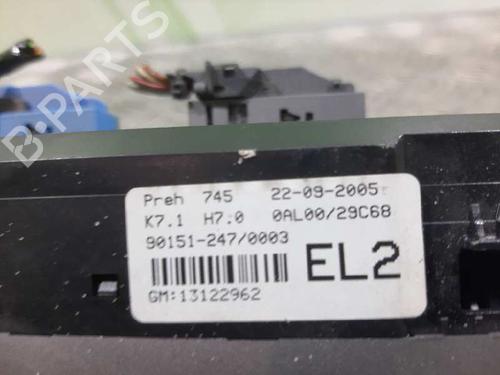 B-PARTS
Preh 745 22-09-2005
K7.1 H7.0 0AL00/29C68
90151-247/0003
EL2
GM:13122962